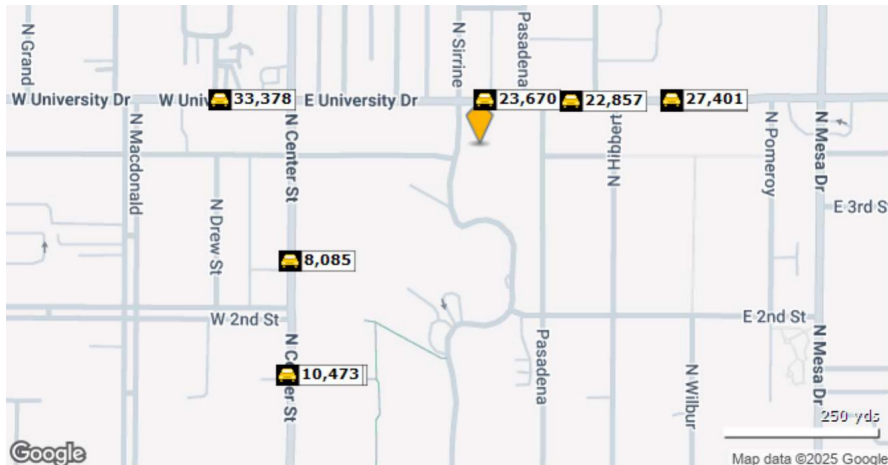 N Grand
N Sirrine
Pasadena
W University Dr
W Univ
33,378
E University Dr
23,670
22,857
27,401
N Macdonald
N Center St
N Hibbert
N Pomeroy
N Mesa Dr
N Drew St
E 3rd S
8,085
W 2nd St
E 2nd St
N Ce
er St
10,473
Pasadena
N Wilbur
N Mesa Dr
250 yds
Google
Map data ©2025 Google